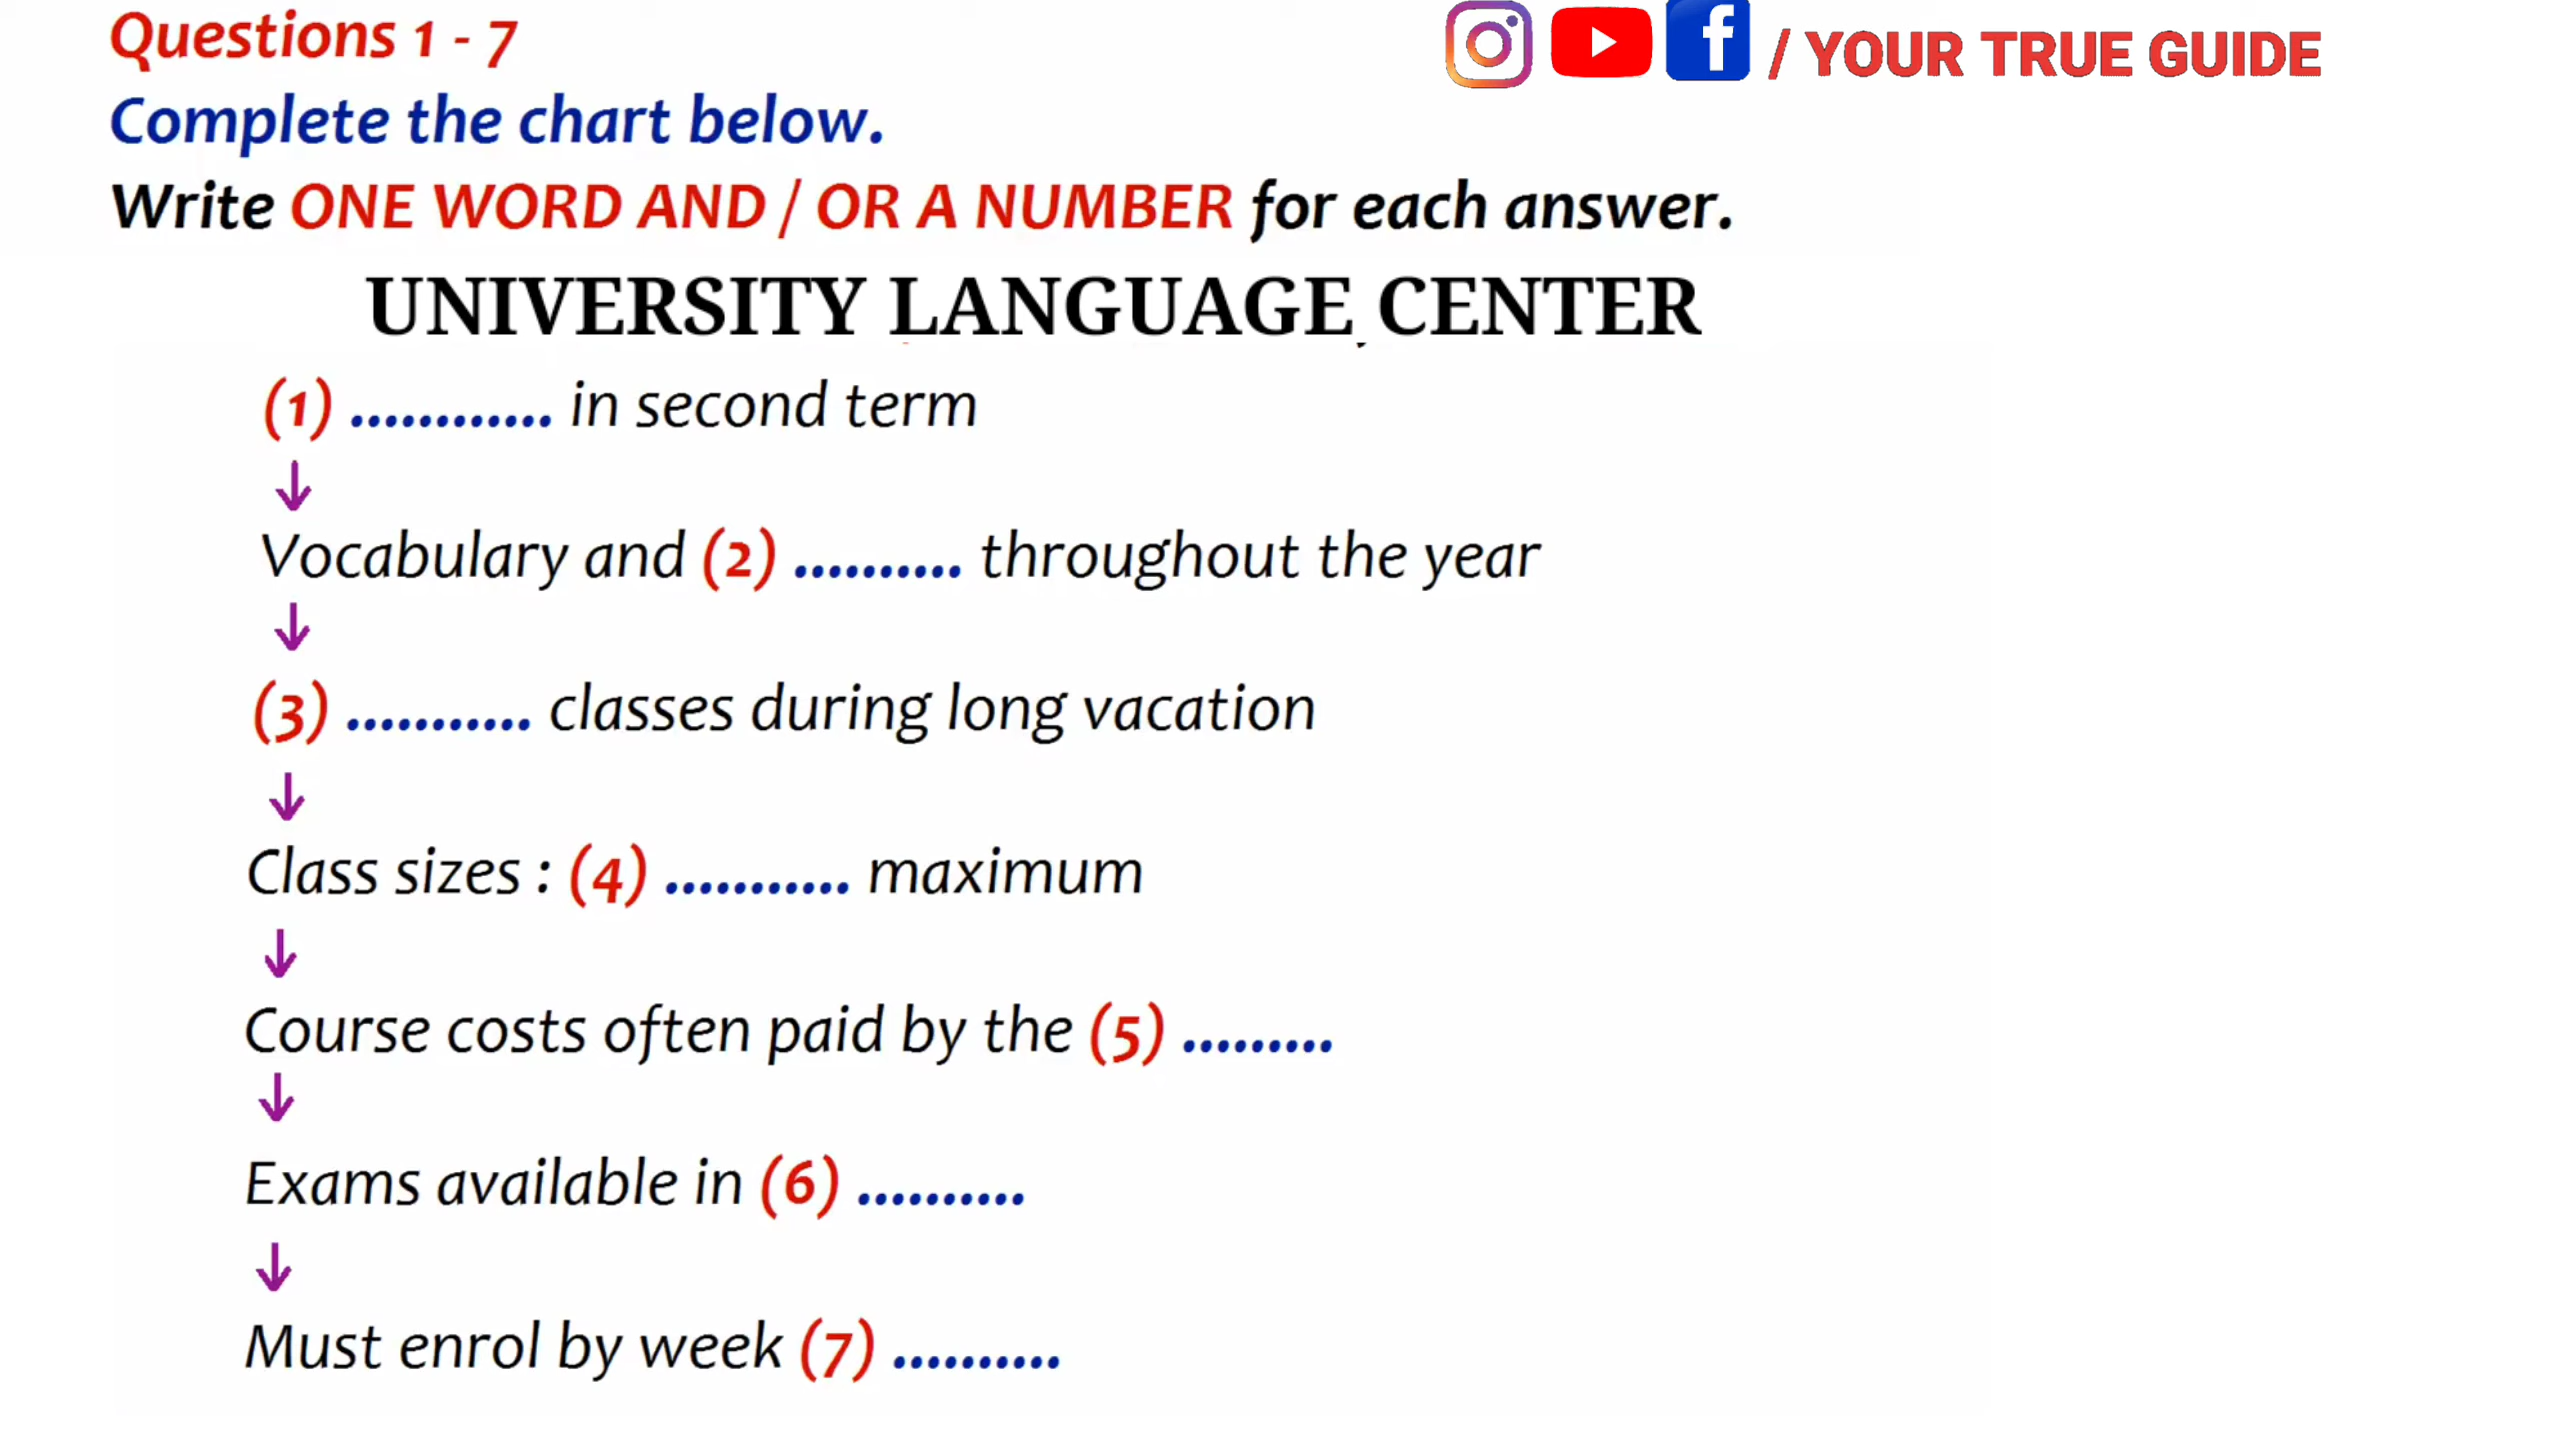 Questions 1 - 7
/ YOUR TRUE GUIDE
Complete the chart below.
Write ONE WORD AND / OR A NUMBER for each answer.
UNIVERSITY LANGUAGE CENTER
(1) ............ in second term
Vocabulary and (2) .......... throughout the year
(3) ........... classes during long vacation
Class sizes : (4) ........... maximum
Course costs often paid by the (5) .........
Exams available in (6) ..........
Must enrol by week (7) ..........